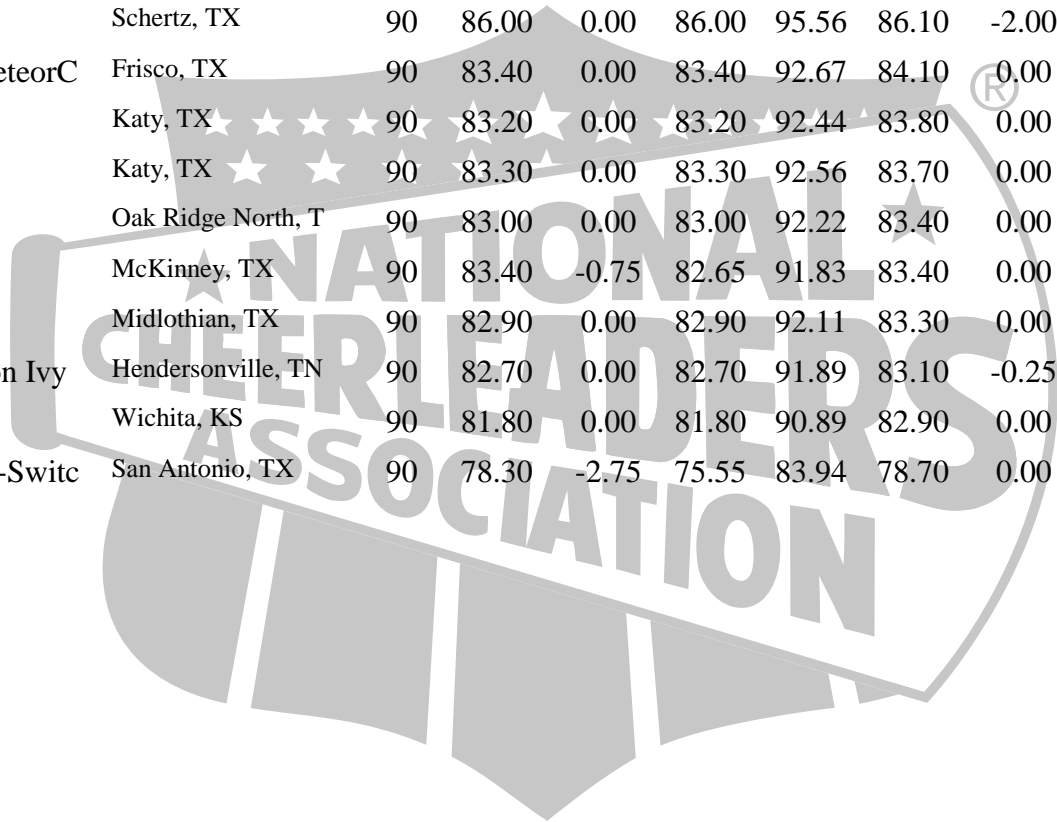 Schertz, TX 90 86.00 0.00 86.00 95.56 86.10 -2.00
eteorC Frisco, TX 90 83.40 0.00 83.40 92.67 84.10 0.00
Katy, TX 90 83.20 0.00 83.20 92.44 83.80 0.00
Katy, TX 90 83.30 0.00 83.30 92.56 83.70 0.00
Oak Ridge North, T 90 83.00 0.00 83.00 92.22 83.40 0.00
McKinney, TX 90 83.40 -0.75 82.65 91.83 83.40 0.00
Midlothian, TX 90 82.90 0.00 82.90 92.11 83.30 0.00
on Ivy Hendersonville, TN 90 82.70 0.00 82.70 91.89 83.10 -0.25
Wichita, KS 90 81.80 0.00 81.80 90.89 82.90 0.00
-Switc San Antonio, TX 90 78.30 -2.75 75.55 83.94 78.70 0.00
®
NATIONAL
CHEERLEADERS
ASSOCIATION